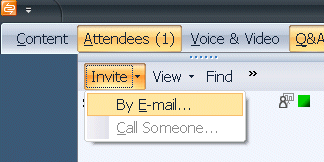 Content Attendees (1) Voice & Video Q&A
Invite View Find »
By E-mail...
Call Someone...